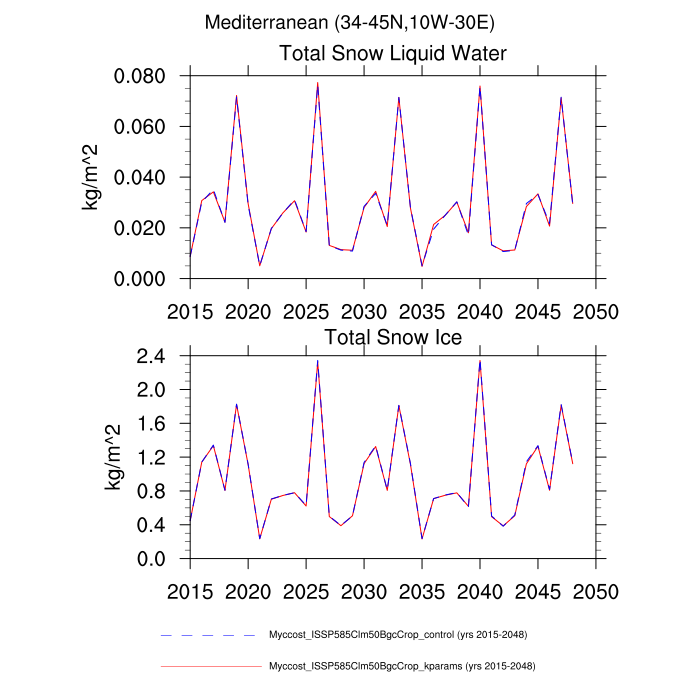 Mediterranean (34-45N,10W-30E)
Total Snow Liquid Water
kg/m^2
0.080
0.060
0.040
0.020
0.000
2015 2020 2025 2030 2035 2040 2045 2050
Total Snow Ice
kg/m^2
2.4
2.0
1.6
1.2
0.8
0.4
0.0
2015 2020 2025 2030 2035 2040 2045 2050
Myccost_ISSP585Clm50BgcCrop_control (yrs 2015-2048)
Myccost_ISSP585Clm50BgcCrop_kparams (yrs 2015-2048)